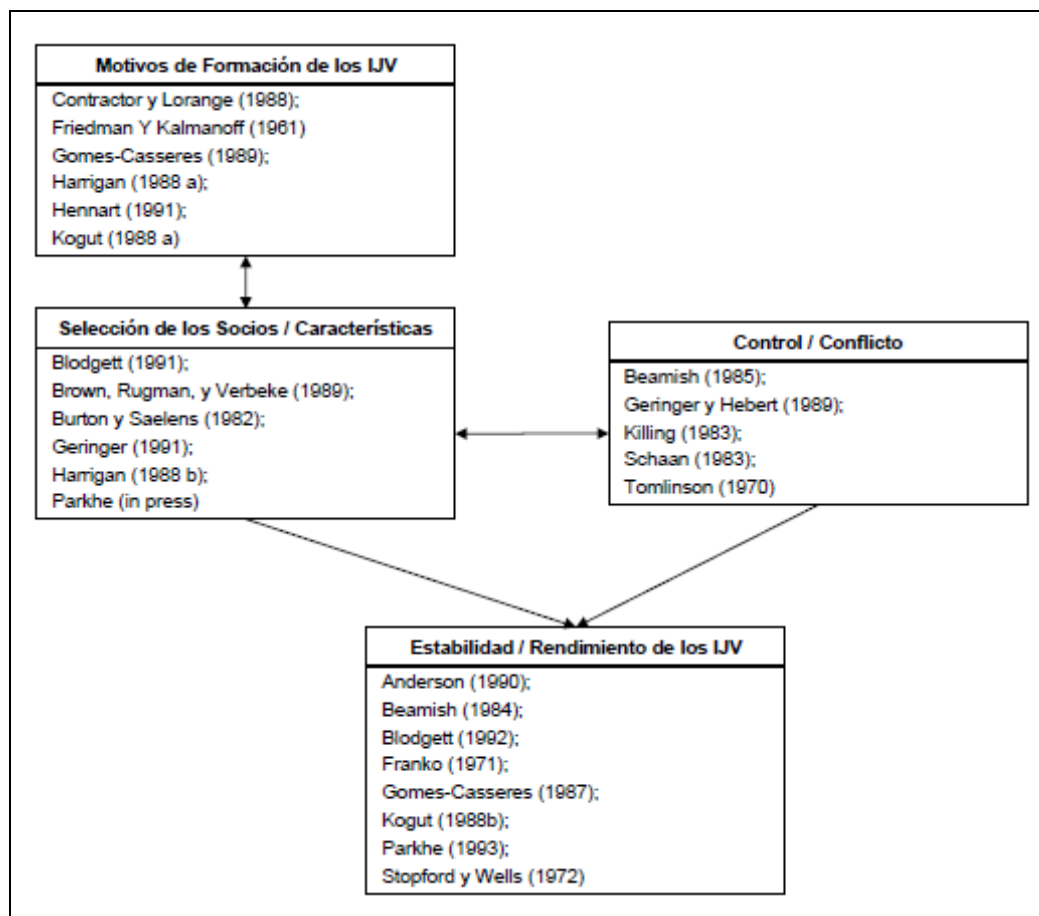 Motivos de Formación de los IJV
Contractor y Lorange (1988);
Friedman Y Kalmanoff (1961)
Gomes-Casseres (1989);
Harrigan (1988 a);
Hennart (1991);
Kogut (1988 a)
Selección de los Socios / Características
Blodgett (1991);
Brown, Rugman, y Verbeke (1989);
Burton y Saelens (1982);
Geringer (1991);
Harrigan (1988 b);
Parkhe (in press)
Control / Conflicto
Beamish (1985);
Geringer y Hebert (1989);
Killing (1983);
Schaan (1983);
Tomlinson (1970)
Estabilidad / Rendimiento de los IJV
Anderson (1990);
Beamish (1984);
Blodgett (1992);
Franko (1971);
Gomes-Casseres (1987);
Kogut (1988b);
Parkhe (1993);
Stopford y Wells (1972)